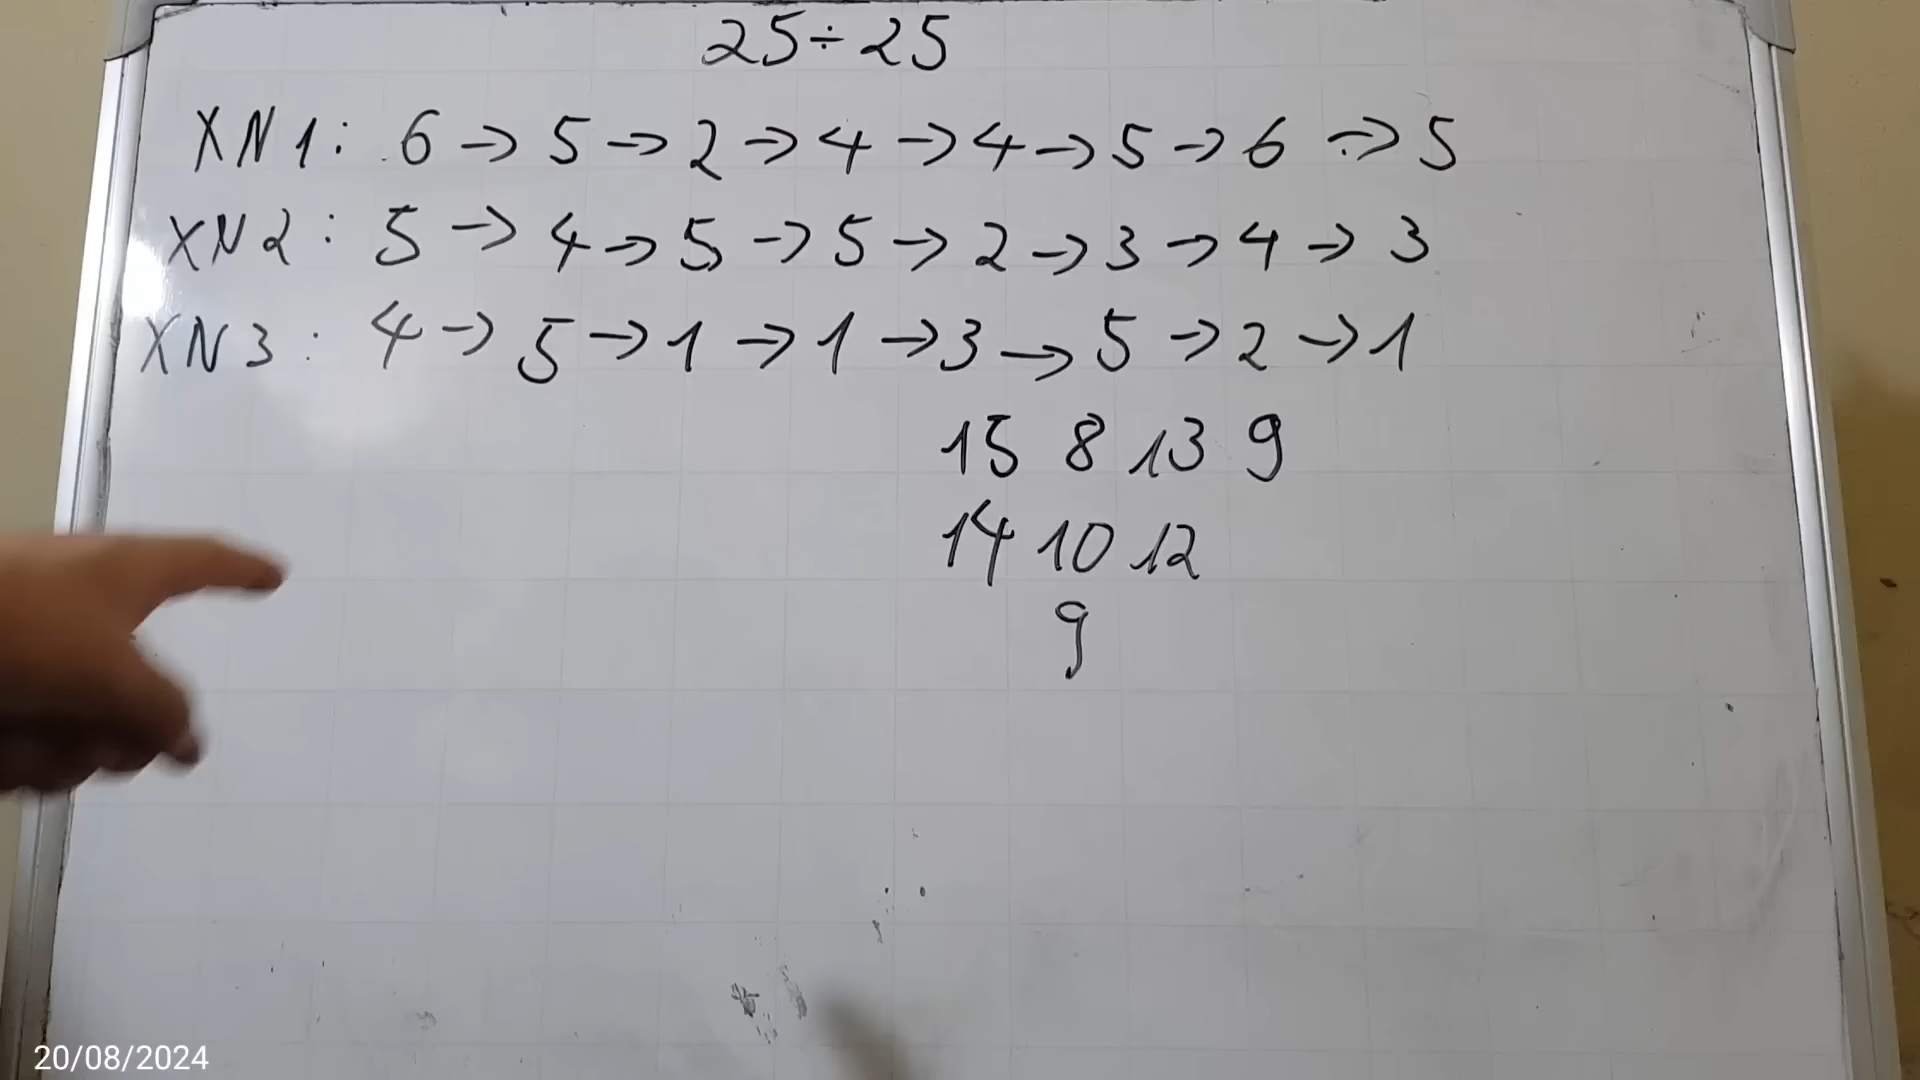 25÷25
XN1: 6 → 5 → 2 → 4 → 4 → 5 → 6 → 5
XN2: 5 → 4 → 5 → 5 → 2 → 3 → 4 → 3
XN3: 4 → 5 → 1 → 1 → 3 → 5 → 2 → 1
15 8 13 9
14 10 12
9
20/08/2024